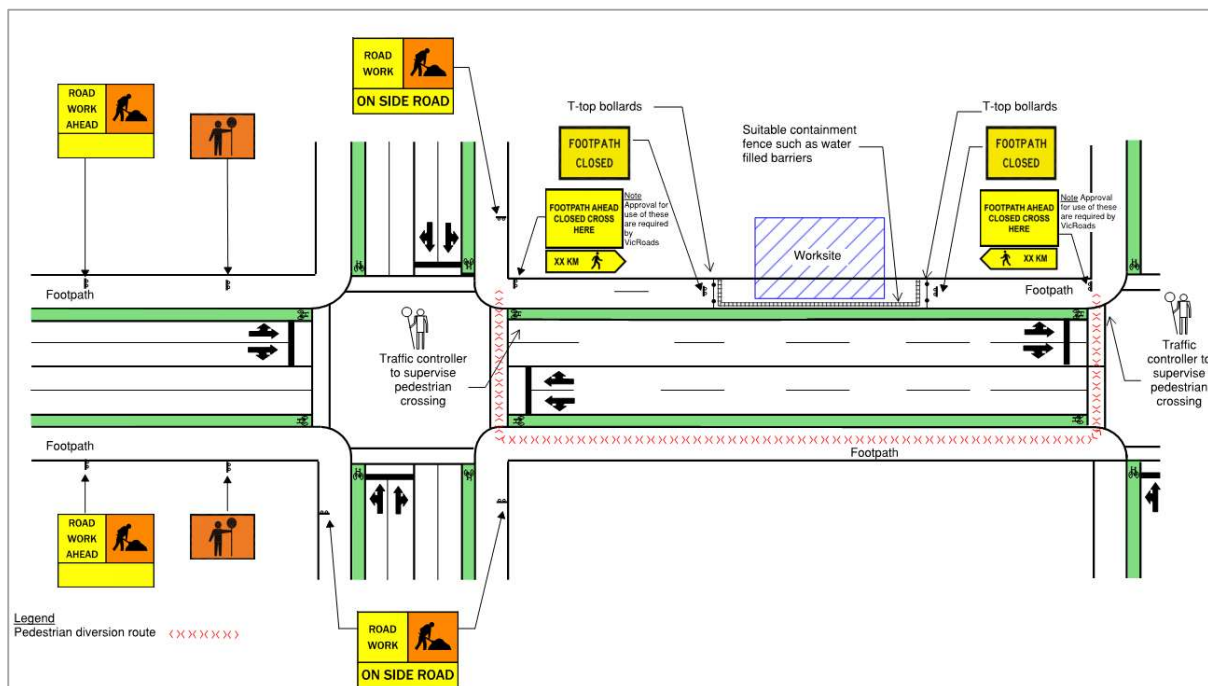 ROAD
WORK
ON SIDE ROAD
ROAD
WORK
AHEAD
T-top bollards
T-top bollards
FOOTPATH
CLOSED
Suitable containment
fence such as water
filled barriers
FOOTPATH
CLOSED
FOOTPATH AHEAD
CLOSED CROSS
HERE
XX KM
Note
Approval for
use of these
are required
by
VicRoads
FOOTPATH AHEAD
CLOSED CROSS
HERE
XX KM
Note Approval
for use of these
are required by
VicRoads
Worksite
Footpath
Footpath
Traffic controller
to supervise
pedestrian
crossing
Traffic
controller to
supervise
pedestrian
crossing
Footpath
Footpath
ROAD
WORK
AHEAD
Legend
Pedestrian diversion route
ROAD
WORK
ON SIDE ROAD